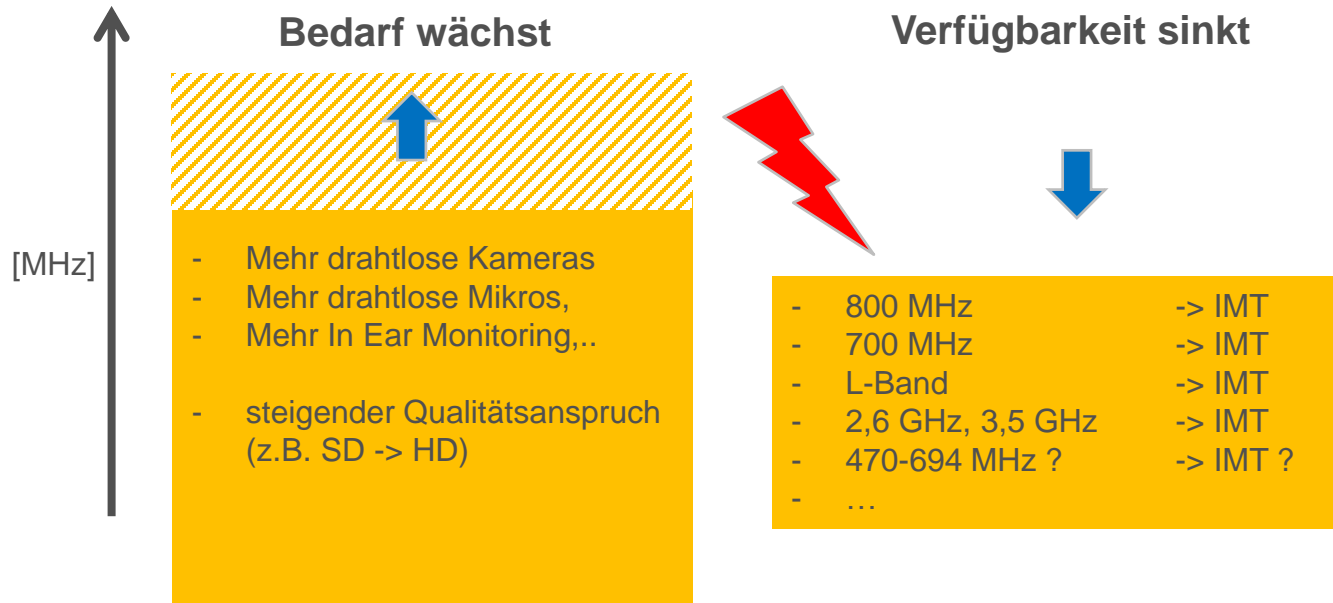 Bedarf wächst
Verfügbarkeit sinkt
[MHz]
- Mehr drahtlose Kameras
- Mehr drahtlose Mikros,
- Mehr In Ear Monitoring,..
- steigender Qualitätsanspruch
(z.B. SD -> HD)
- 800 MHz -> IMT
- 700 MHz -> IMT
- L-Band -> IMT
- 2,6 GHz, 3,5 GHz -> IMT
- 470-694 MHz ? -> IMT ?
- …